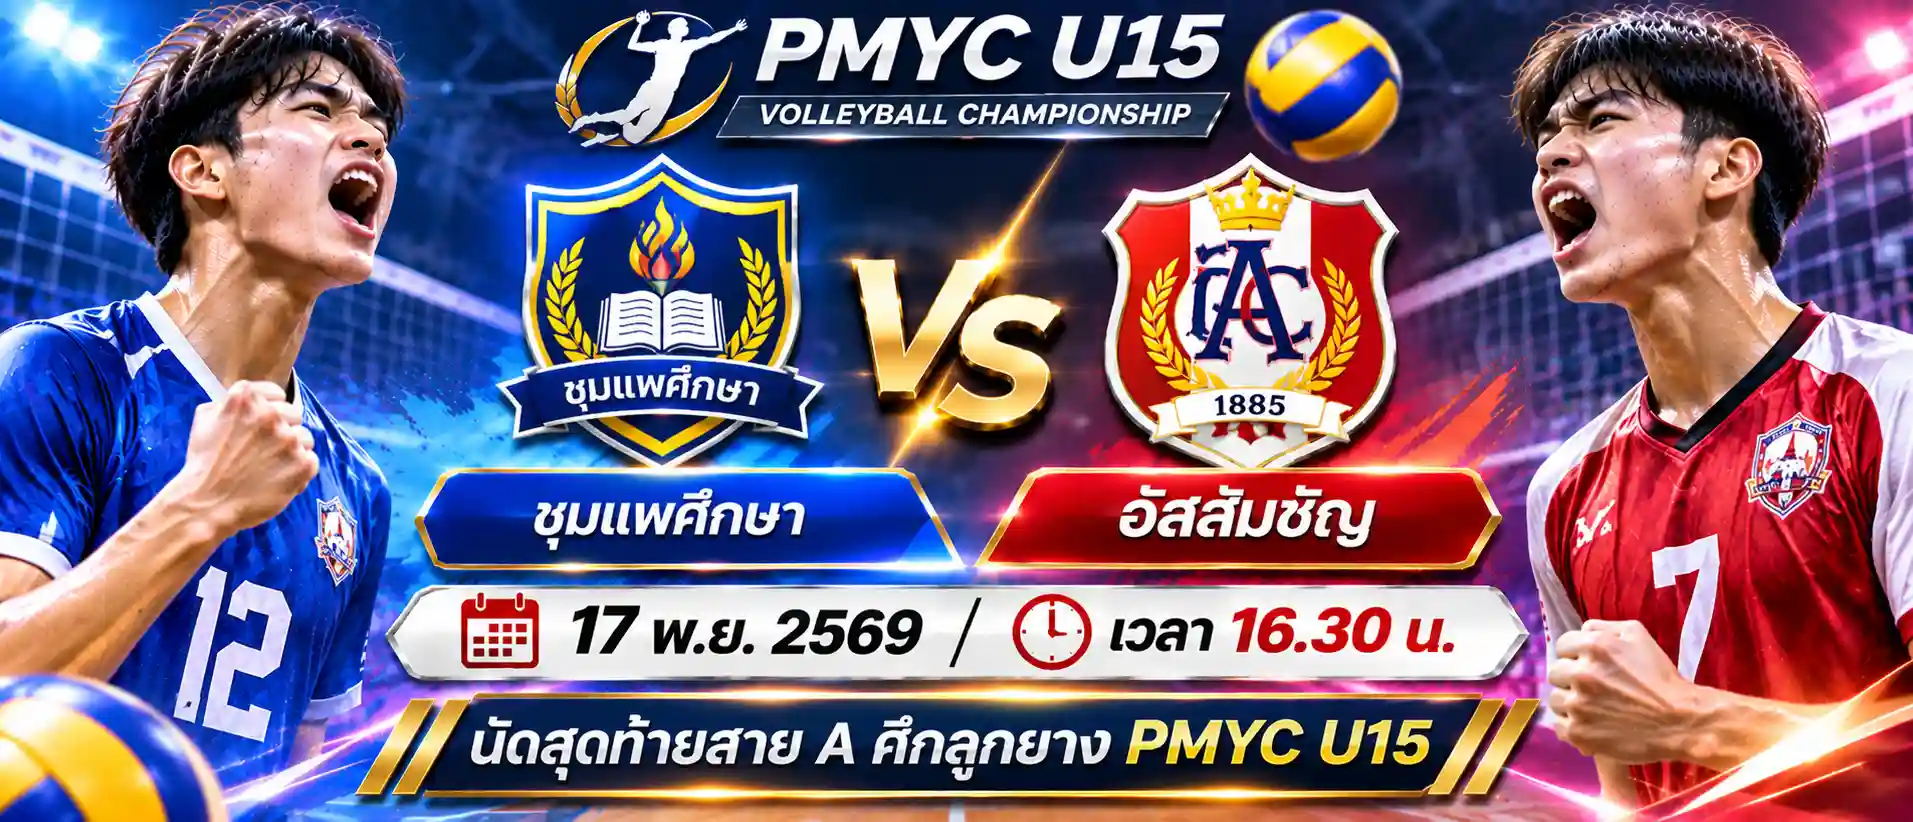 PMYC U15
VOLLEYBALL CHAMPIONSHIP
ชุมแพศึกษา
VS
AC
1885
ชุมแพศึกษา
อัสสัมชัญ
17 พ.ย. 2569 / เวลา 16.30 น.
นัดสุดท้ายสาย A ศึกลูกยาง PMYC U15
12
7